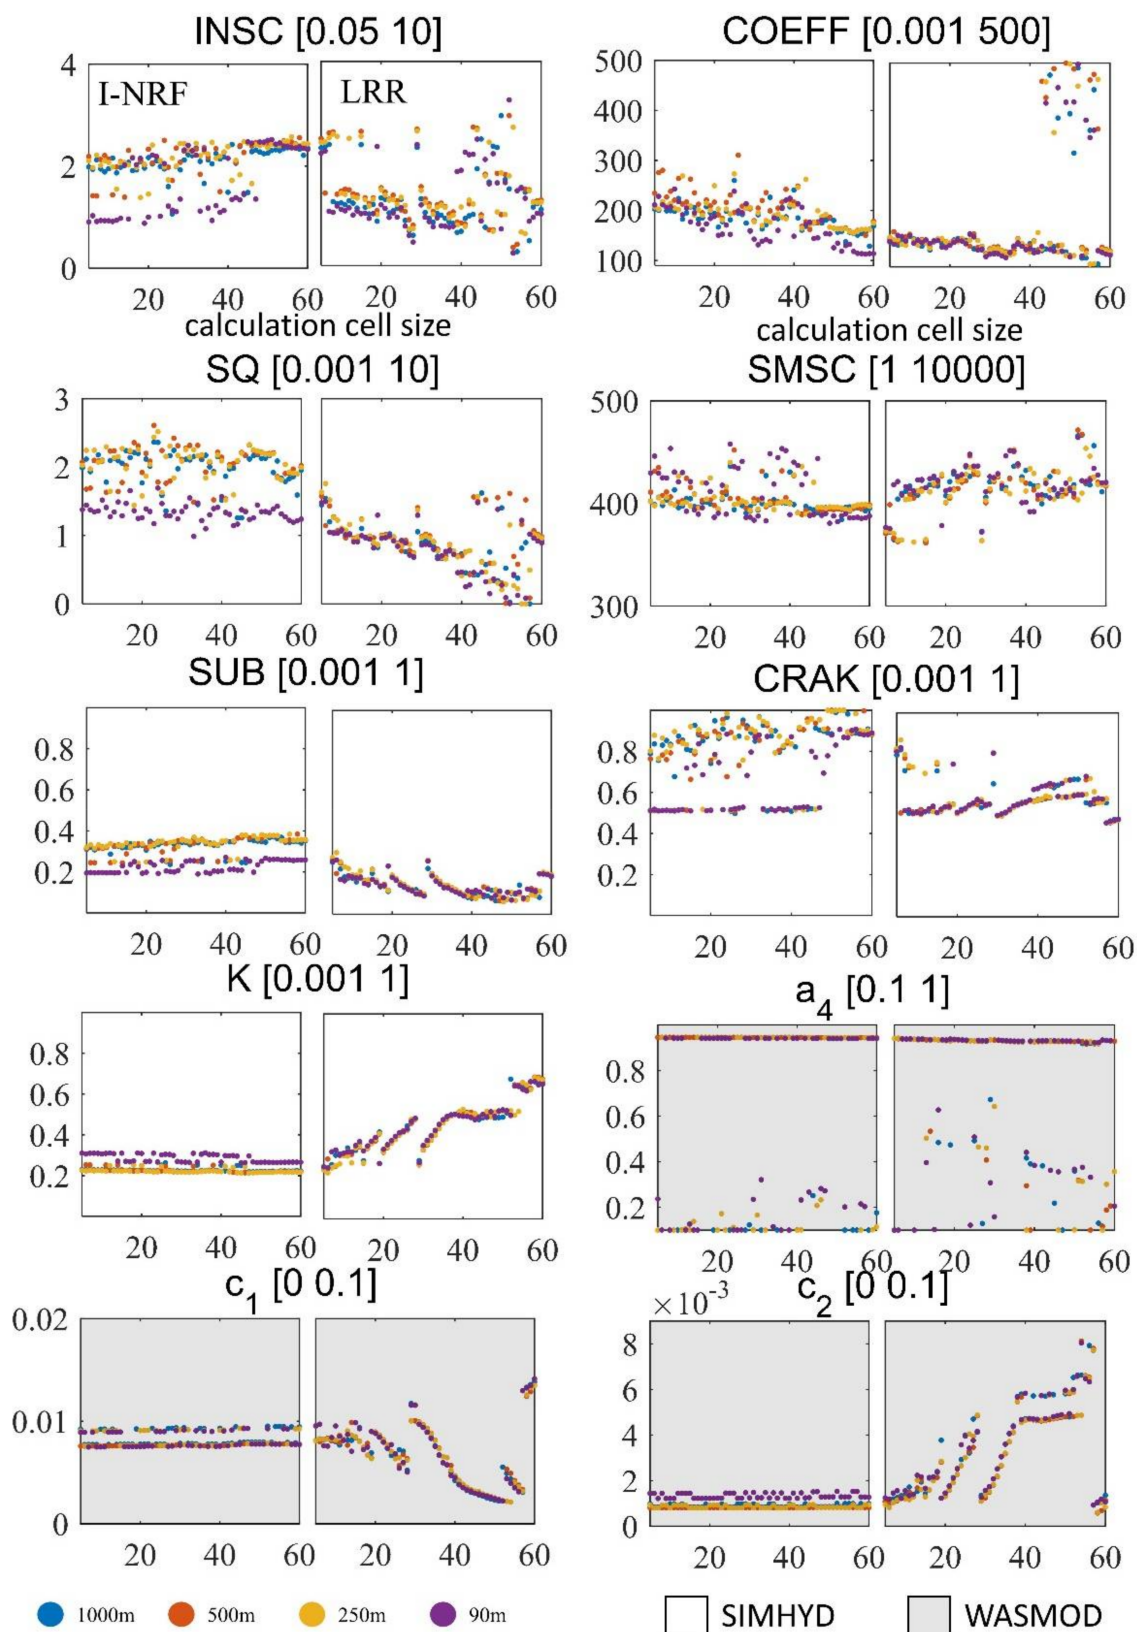 INSC [0.05 10]
COEFF [0.001 500]
4
2
0
I-NRF
LRR
20 40 60
20 40 60
500
400
300
200
100
20 40 60
20 40 60
calculation cell size
calculation cell size
SQ [0.001 10]
SMSC [1 10000]
3
2
1
0
20 40 60
20 40 60
500
400
300
20 40 60
20 40 60
SUB [0.001 1]
CRAK [0.001 1]
0.8
0.6
0.4
0.2
20 40 60
20 40 60
0.8
0.6
0.4
0.2
20 40 60
20 40 60
K [0.001 1]
a4 [0.1 1]
0.8
0.6
0.4
0.2
20 40 60
20 40 60
0.8
0.6
0.4
0.2
20 40 60
20 40 60
c1 [0 0.1]
c2 [0 0.1]
0.02
0.01
0
20 40 60
20 40 60
×10-3
8
6
4
2
0
20 40 60
20 40 60
1000m 500m 250m 90m
SIMHYD WASMOD